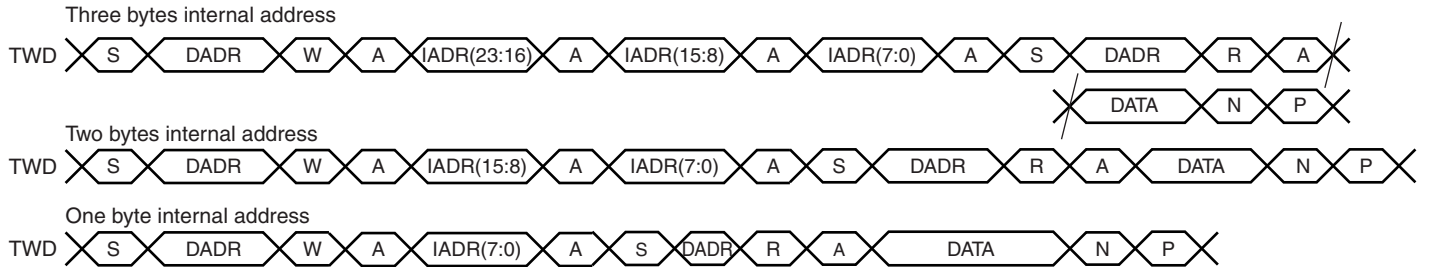 Three bytes internal address
TWD S DADR W A IADR(23:16) A IADR(15:8) A IADR(7:0) A S DADR R A
DATA N P
Two bytes internal address
TWD S DADR W A IADR(15:8) A IADR(7:0) A S DADR R A DATA N P
One byte internal address
TWD S DADR W A IADR(7:0) A S DADR R A DATA N P